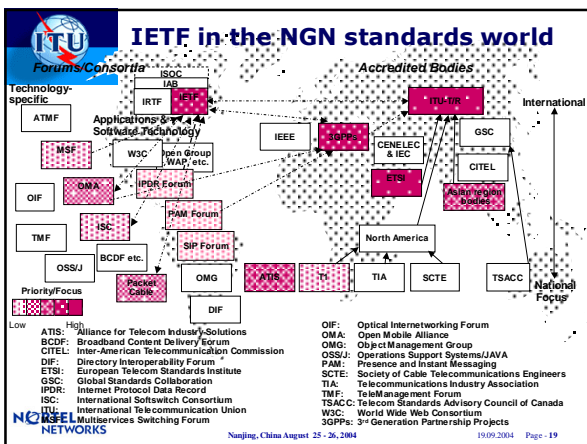 ITU
IETF in the NGN standards world
Forums/Consortia
Accredited Bodies
Technology-specific
ISOC
IAB
IRTF
IETF
ITU-T/R
International
ATMF
Applications &
Software Technology
IEEE
3GPPs
GSC
MSF
W3C
Open Group
WAP, etc.
CENELEC
& IEC
CITEL
OMA
IPDR Forum
ETSI
Asian region
bodies
OIF
PAM Forum
ISC
TMF
SIP Forum
North America
BCDF etc.
OSS/J
Packet
Cable
OMG
ATIS
T1
TIA
SCTE
TSACC
National
Focus
Priority/Focus
DIF
Low
High
ATIS: Alliance for Telecom Industry Solutions
BCDF: Broadband Content Delivery Forum
CITEL: Inter-American Telecommunication Commission
DIF: Directory Interoperability Forum
ETSI: European Telecom Standards Institute
GSC: Global Standards Collaboration
IPDR: Internet Protocol Data Record
ISC: International Softswitch Consortium
ITU: International Telecommunication Union
MSF: Multiservices Switching Forum
OIF: Optical Internetworking Forum
OMA: Open Mobile Alliance
OMG: Object Management Group
OSS/J: Operations Support Systems/JAVA
PAM: Presence and Instant Messaging
SCTE: Society of Cable Telecommunications Engineers
TIA: Telecommunications Industry Association
TMF: TeleManagement Forum
TSACC: Telecom Standards Advisory Council of Canada
W3C: World Wide Web Consortium
3GPPs: 3rd Generation Partnership Projects
NORTEL
NETWORKS
Nanjing, China August 25 - 26, 2004
19.09.2004 Page - 19